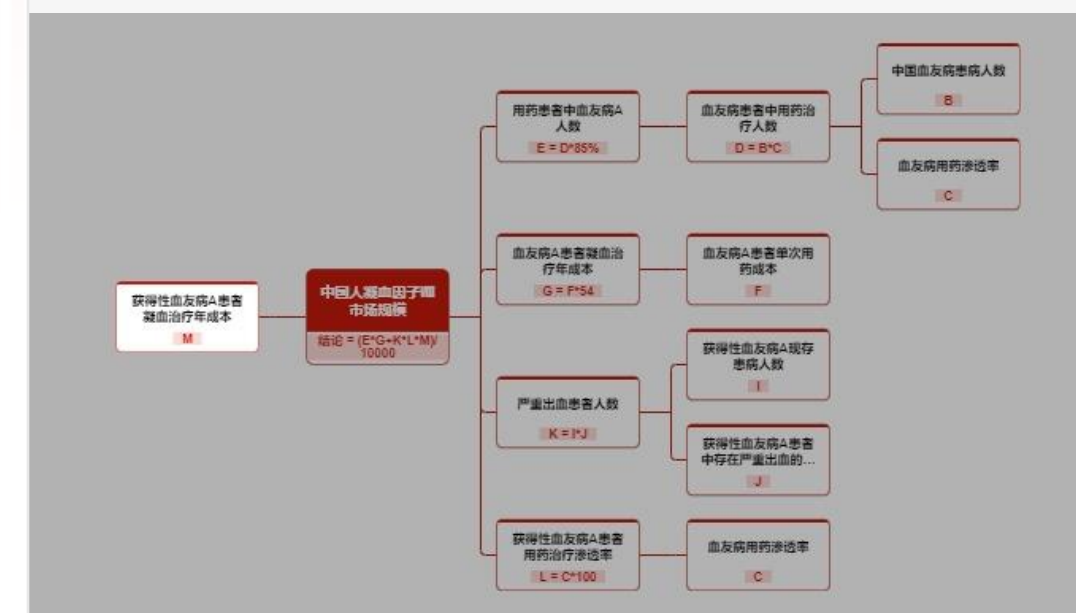 中国血友病患病人数
B
用药患者中血友病A
人数
E = D*85%
血友病患者中用药治
疗人数
D = B*C
血友病用药渗透率
C
血友病A患者凝血治
疗年成本
G = F*54
血友病A患者单次用
药成本
F
获得性血友病A患者
凝血治疗年成本
M
中国人凝血因子Ⅷ
市场规模
结论 = (E*G+K*L*M)/
10000
获得性血友病A现存
患病人数
I
严重出血患者人数
K = I*J
获得性血友病A患者
中存在严重出血的...
J
获得性血友病A患者
用药治疗渗透率
L = C*100
血友病用药渗透率
C